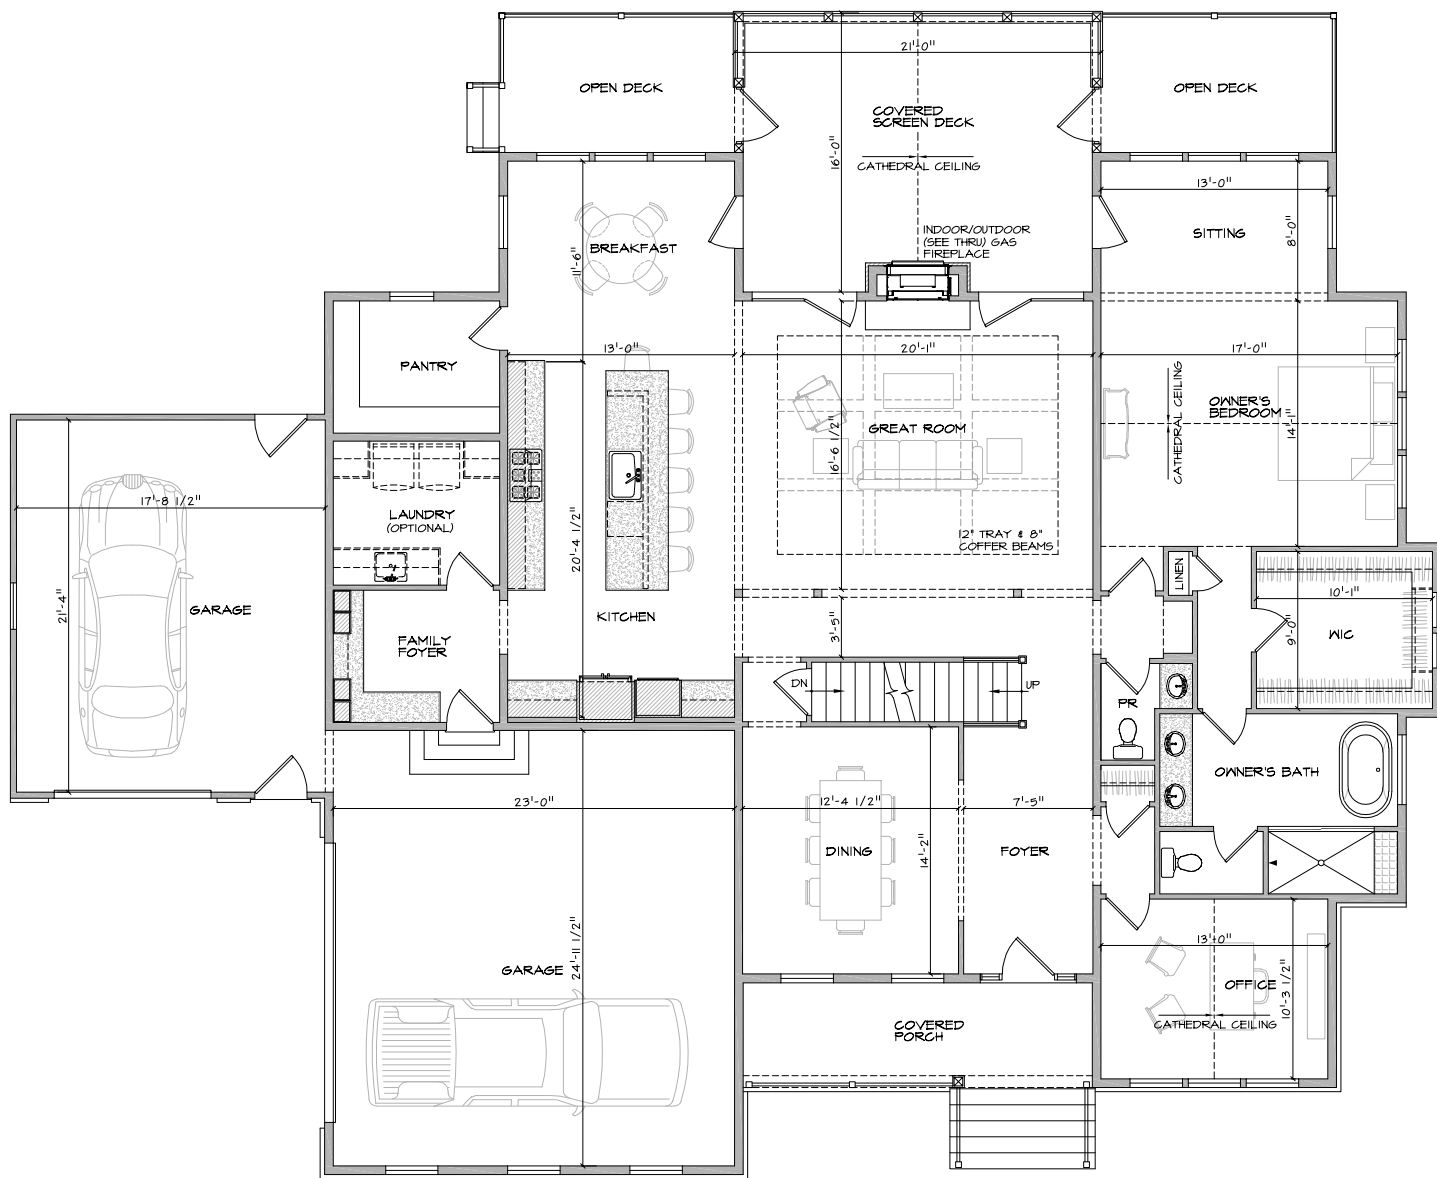 21'-0"
OPEN DECK
COVERED
SCREEN DECK
OPEN DECK
16'-0"
CATHEDRAL CEILING
13'-0"
INDOOR/OUTDOOR
(SEE THRU) GAS
FIREPLACE
SITTING
8'-0"
BREAKFAST
11'-6"
13'-0"
20'-1"
17'-0"
PANTRY
CATHEDRAL CEILING
OWNER'S
BEDROOM
14'-1"
GREAT ROOM
16'-6 1/2"
17'-8 1/2"
LAUNDRY
(OPTIONAL)
20'-4 1/2"
12" TRAY & 8"
COFFER BEAMS
LINEN
10'-1"
GARAGE
21'-4"
KITCHEN
FAMILY
FOYER
3'-5"
9'-0"
WIC
DN
UP
PR
OWNER'S BATH
23'-0"
12'-4 1/2"
7'-5"
DINING
14'-2"
FOYER
13'-0"
GARAGE
24'-11 1/2"
OFFICE
10'-3 1/2"
COVERED
PORCH
CATHEDRAL CEILING